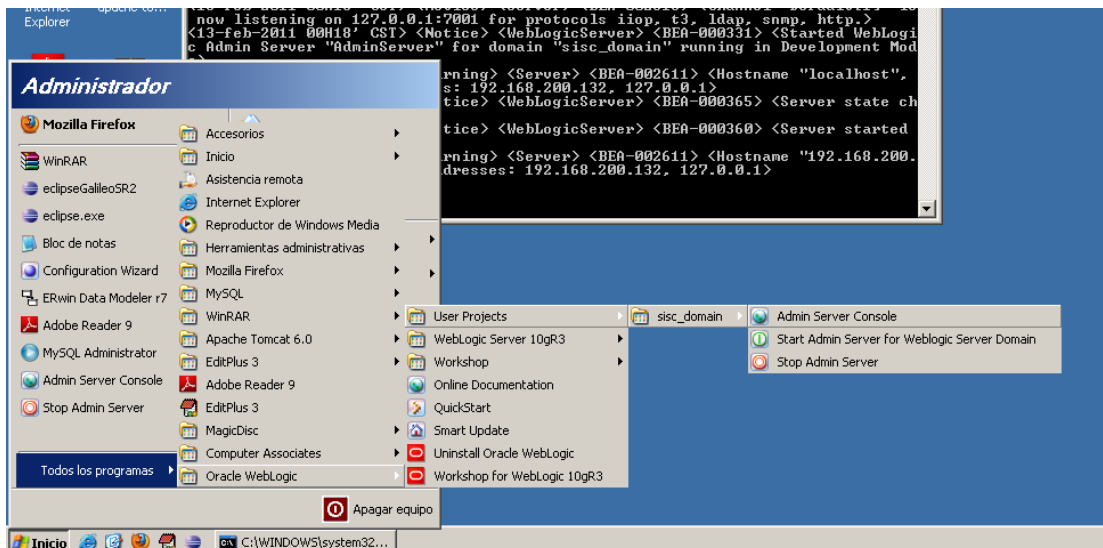 Explorer
now listening on 127.0.0.1:7001 for protocols iiop, t3, ldap, snmp, http.>
<13-feb-2011 00H18' CST> <Notice> <WebLogicServer> <BEA-000331> <Started WebLogi
c Admin Server "AdminServer" for domain "sisc_domain" running in Development Mod
rning> <Server> <BEA-002611> <Hostname "localhost",
s: 192.168.200.132, 127.0.0.1>
tice> <WebLogicServer> <BEA-000365> <Server state ch
tice> <WebLogicServer> <BEA-000360> <Server started
rning> <Server> <BEA-002611> <Hostname "192.168.200.
dresses: 192.168.200.132, 127.0.0.1>
Administrador
Mozilla Firefox
WinRAR
eclipseGalileoSR2
eclipse.exe
Bloc de notas
Configuration Wizard
ERwin Data Modeler r7
Adobe Reader 9
MySQL Administrator
Admin Server Console
Stop Admin Server
Todos los programas
Accesorios
Inicio
Asistencia remota
Internet Explorer
Reproductor de Windows Media
Herramientas administrativas
Mozilla Firefox
MySQL
WinRAR
Apache Tomcat 6.0
EditPlus 3
Adobe Reader 9
EditPlus 3
MagicDisc
Computer Associates
Oracle WebLogic
User Projects
WebLogic Server 10gR3
Workshop
Online Documentation
QuickStart
Smart Update
Uninstall Oracle WebLogic
Workshop for WebLogic 10gR3
sisc_domain
Admin Server Console
Start Admin Server for Weblogic Server Domain
Stop Admin Server
Apagar equipo
Inicio
C:\WINDOWS\system32...